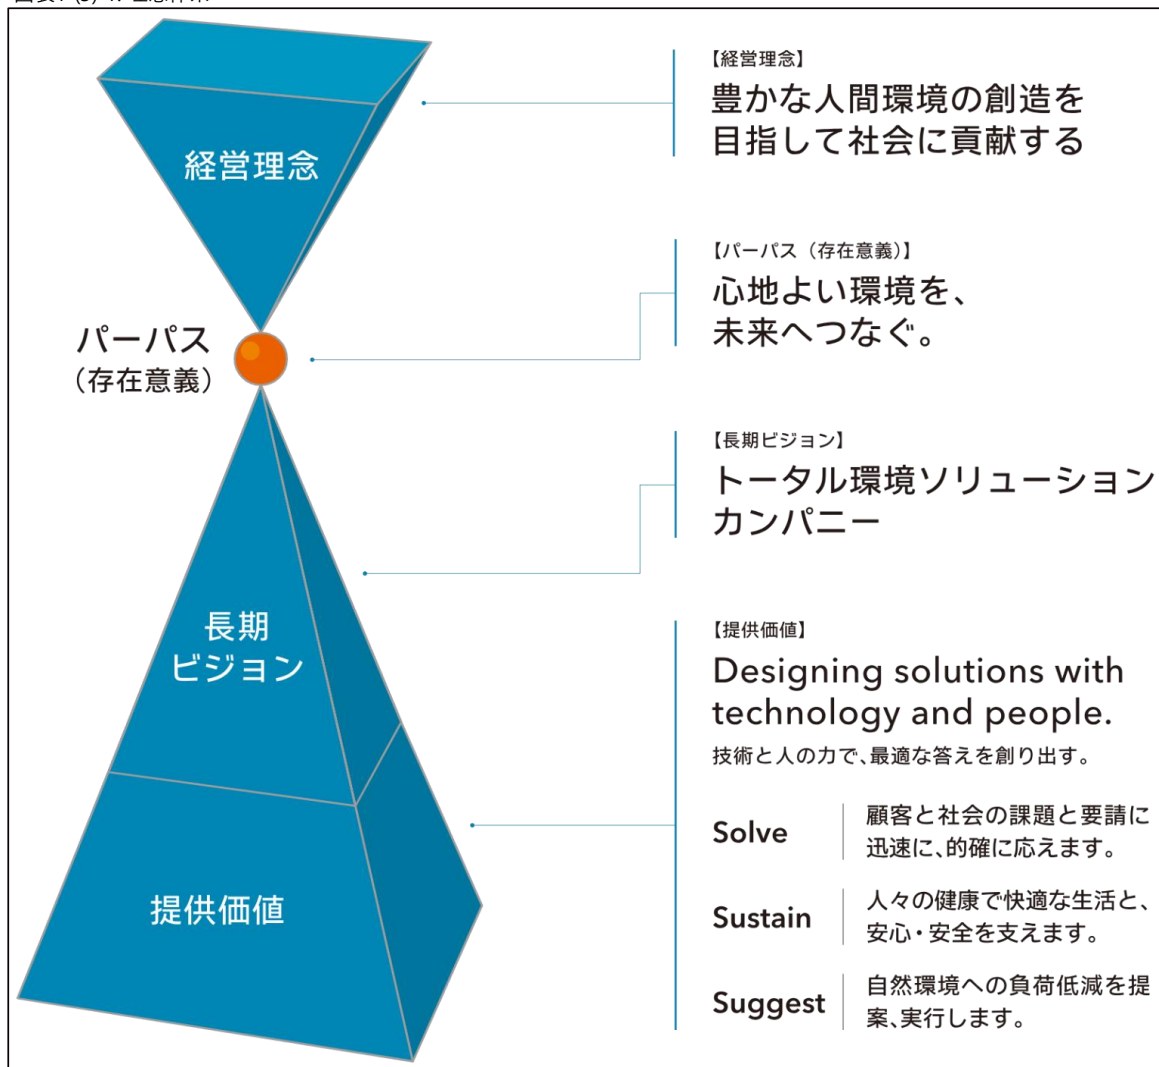 経営理念
【経営理念】
豊かな人間環境の創造を
目指して社会に貢献する
パーパス
（存在意義）
【パーパス（存在意義）】
心地よい環境を、
未来へつなぐ。
長期
ビジョン
【長期ビジョン】
トータル環境ソリューション
カンパニー
提供価値
【提供価値】
Designing solutions with
technology and people.
技術と人の力で、最適な答えを創り出す。
Solve
顧客と社会の課題と要請に
迅速に、的確に応えます。
Sustain
人々の健康で快適な生活と、
安心・安全を支えます。
Suggest
自然環境への負荷低減を提
案、実行します。